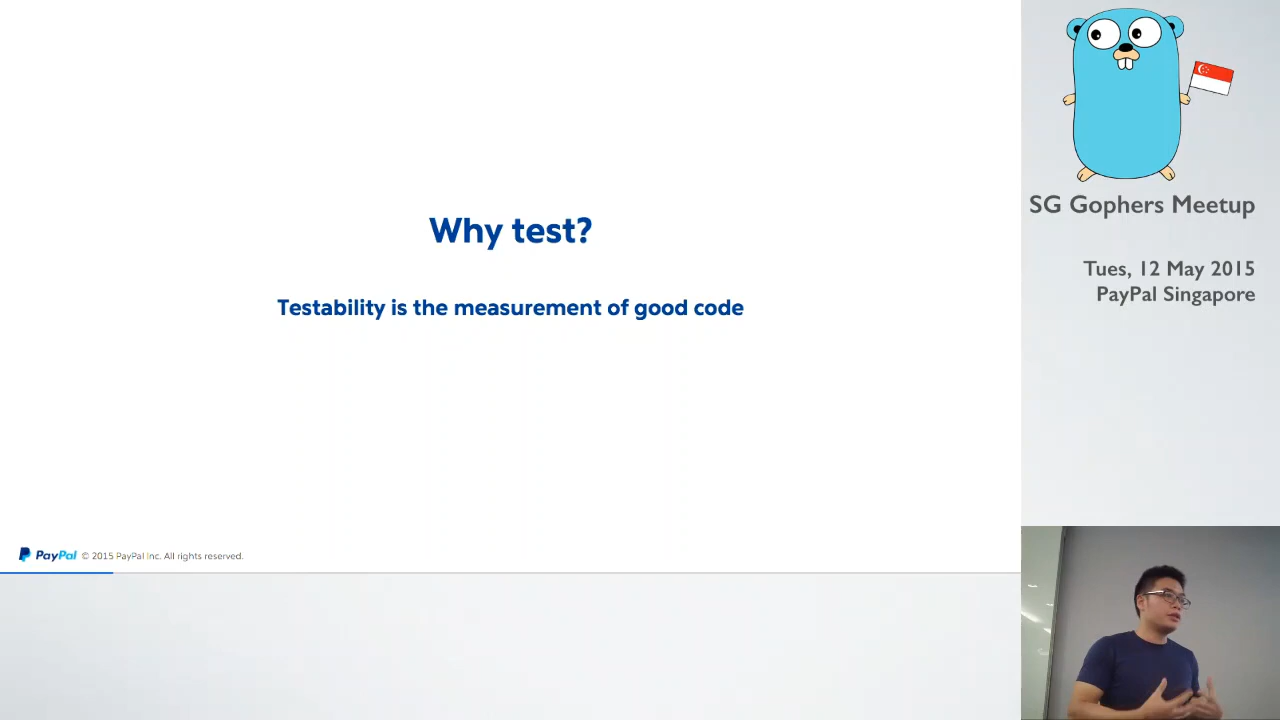 Why test?
Testability is the measurement of good code
PayPal © 2015 PayPal Inc. All rights reserved.
SG Gophers Meetup
Tues, 12 May 2015
PayPal Singapore